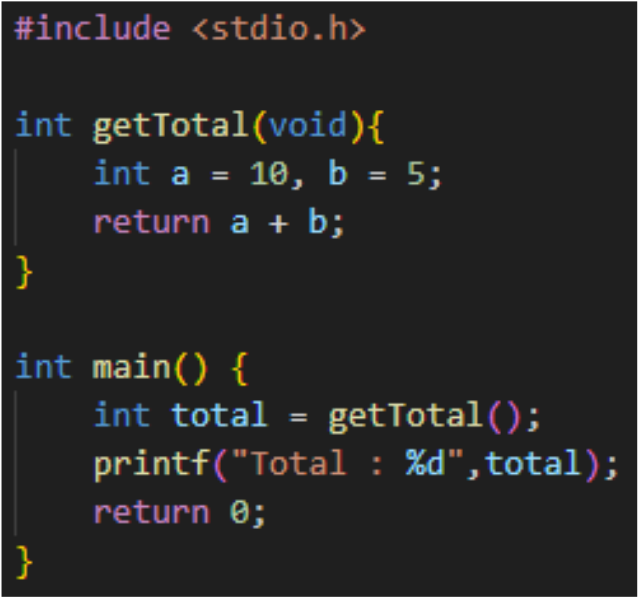 #include <stdio.h>
int getTotal(void){
int a = 10, b = 5;
return a + b;
}
int main() {
int total = getTotal();
printf("Total : %d",total);
return 0;
}